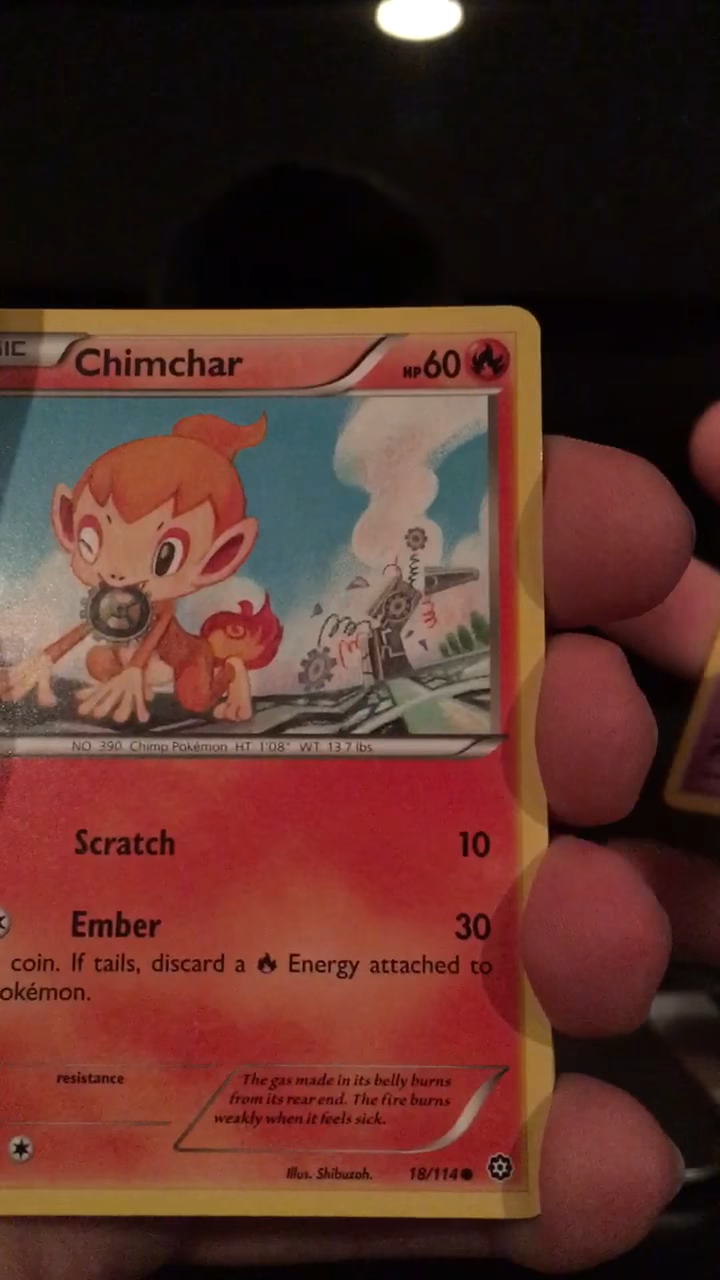 Chimchar
HP60
NO. 390 Chimp Pokémon HT 1'08" WT 13.7 lbs.
Scratch 10
Ember 30
coin. If tails, discard a Energy attached to
okémon.
resistance
The gas made in its belly burns
from its rear end. The fire burns
weakly when it feels sick.
Illus. Shibuzoh. 18/114